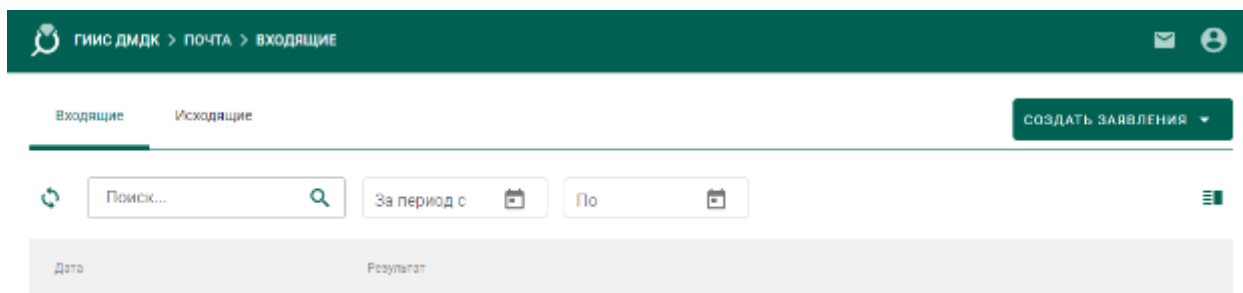 ГИИС ДМДК > ПОЧТА > ВХОДЯЩИЕ
Входящие Исходящие СОЗДАТЬ ЗАЯВЛЕНИЯ
Поиск... За период с По
Дата Результат